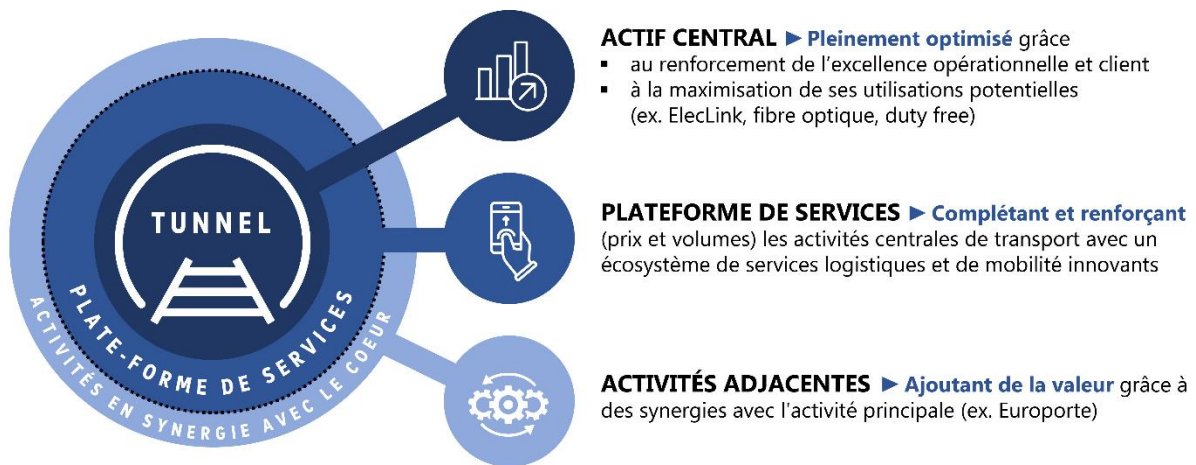 TUNNEL
PLATE-FORME DE SERVICES
ACTIVITÉS EN SYNERGIE AVEC LE COEUR
ACTIF CENTRAL ► Pleinement optimisé grâce
▪ au renforcement de l'excellence opérationnelle et client
▪ à la maximisation de ses utilisations potentielles
(ex. ElecLink, fibre optique, duty free)
PLATEFORME DE SERVICES ► Complétant et renforçant
(prix et volumes) les activités centrales de transport avec un
écosystème de services logistiques et de mobilité innovants
ACTIVITÉS ADJACENTES ► Ajoutant de la valeur grâce à
des synergies avec l'activité principale (ex. Europorte)